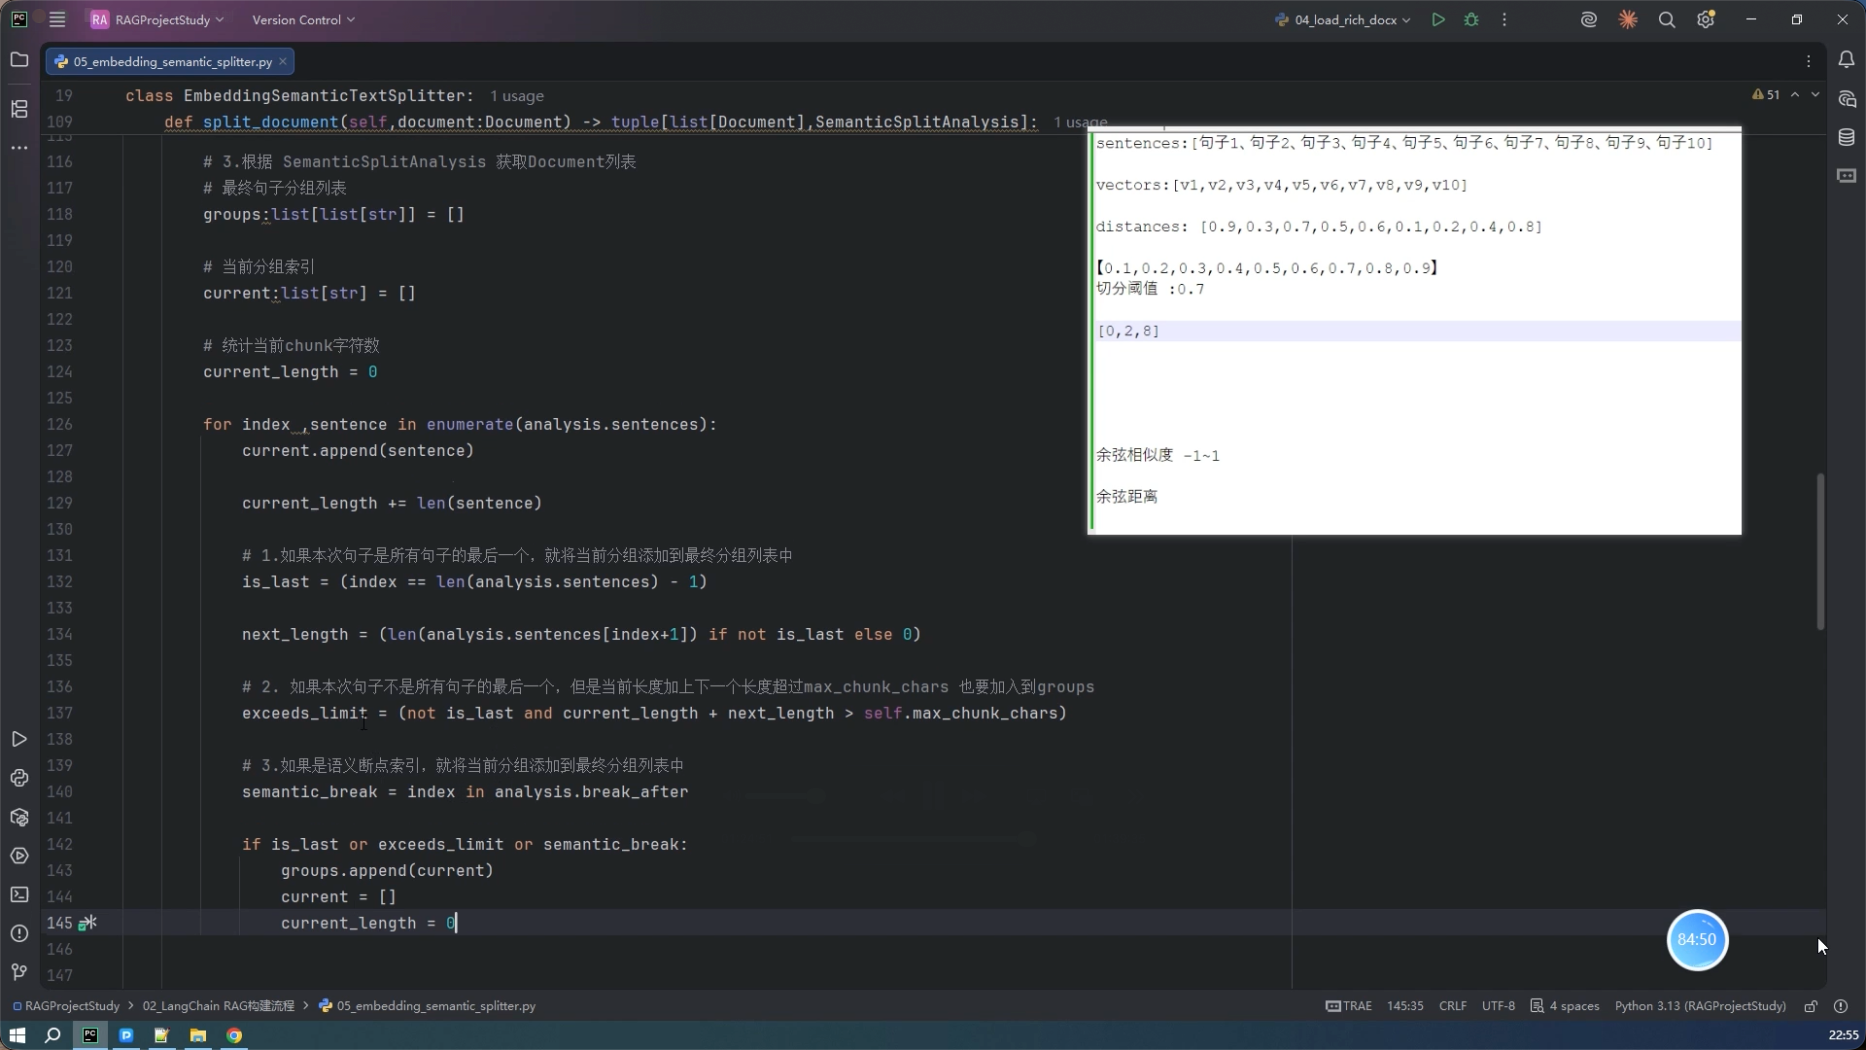 RA RAGProjectStudy Version Control 04_load_rich_docx
05_embedding_semantic_splitter.py
19 class EmbeddingSemanticTextSplitter: 1 usage
51
109 def split_document(self,document:Document) -> tuple[list[Document],SemanticSplitAnalysis]: 1 usage
116 # 3.根据 SemanticSplitAnalysis 获取Document列表
117 # 最终句子分组列表
118 groups:list[list[str]] = []
119
120 # 当前分组索引
121 current:list[str] = []
122
123 # 统计当前chunk字符数
124 current_length = 0
125
126 for index ,sentence in enumerate(analysis.sentences):
127 current.append(sentence)
128
129 current_length += len(sentence)
130
131 # 1.如果本次句子是所有句子的最后一个，就将当前分组添加到最终分组列表中
132 is_last = (index == len(analysis.sentences) - 1)
133
134 next_length = (len(analysis.sentences[index+1]) if not is_last else 0)
135
136 # 2. 如果本次句子不是所有句子的最后一个，但是当前长度加上下一个长度超过max_chunk_chars 也要加入到groups
137 exceeds_limit = (not is_last and current_length + next_length > self.max_chunk_chars)
138
139 # 3.如果是语义断点索引，就将当前分组添加到最终分组列表中
140 semantic_break = index in analysis.break_after
141
142 if is_last or exceeds_limit or semantic_break:
143 groups.append(current)
144 current = []
145 current_length = 0
146
147
sentences:[句子1、句子2、句子3、句子4、句子5、句子6、句子7、句子8、句子9、句子10]
vectors:[v1,v2,v3,v4,v5,v6,v7,v8,v9,v10]
distances: [0.9,0.3,0.7,0.5,0.6,0.1,0.2,0.4,0.8]
【0.1,0.2,0.3,0.4,0.5,0.6,0.7,0.8,0.9】
切分阈值 :0.7
[0,2,8]
余弦相似度 -1~1
余弦距离
84:50
RAGProjectStudy > 02_LangChain RAG构建流程 > 05_embedding_semantic_splitter.py TRAE 145:35 CRLF UTF-8 4 spaces Python 3.13 (RAGProjectStudy)
22:55